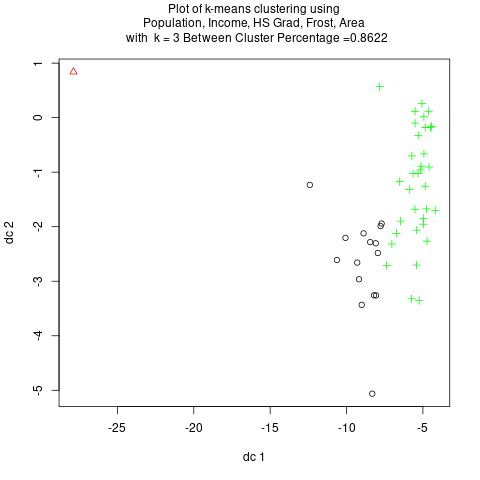 Plot of k-means clustering using
Population, Income, HS Grad, Frost, Area
with k = 3 Between Cluster Percentage =0.8622
1
0
-1
-2
-3
-4
-5
dc 2
-25
-20
-15
-10
-5
dc 1